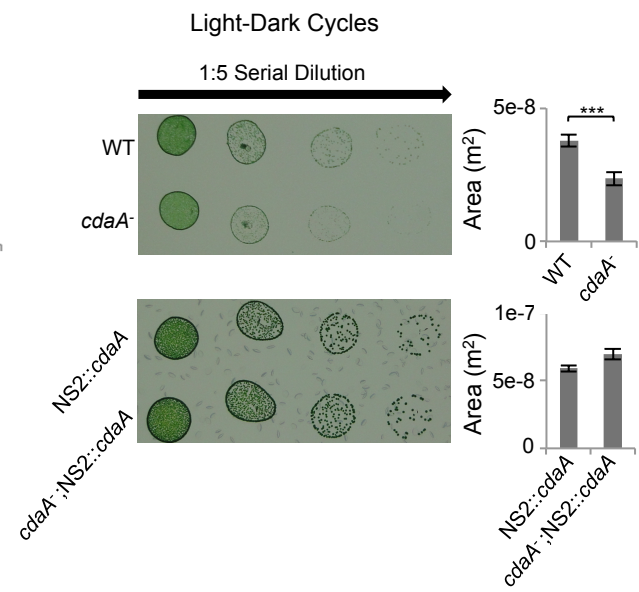 Light-Dark Cycles
1:5 Serial Dilution
WT
cdaA-
5e-8
***
Area (m²)
0
WT
cdaA-
NS2::cdaA
cdaA-;NS2::cdaA
1e-7
Area (m²)
5e-8
0
NS2::cdaA
cdaA-;NS2::cdaA